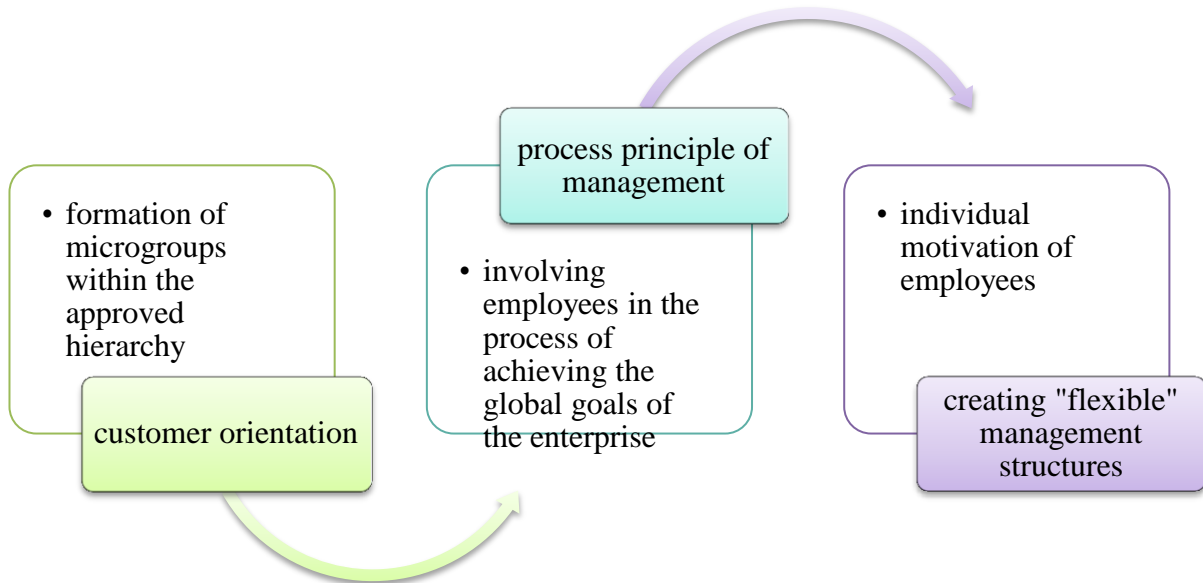 • formation of
microgroups
within the
approved
hierarchy
customer orientation
process principle of
management
• involving
employees in the
process of
achieving the
global goals of
the enterprise
• individual
motivation of
employees
creating "flexible"
management
structures